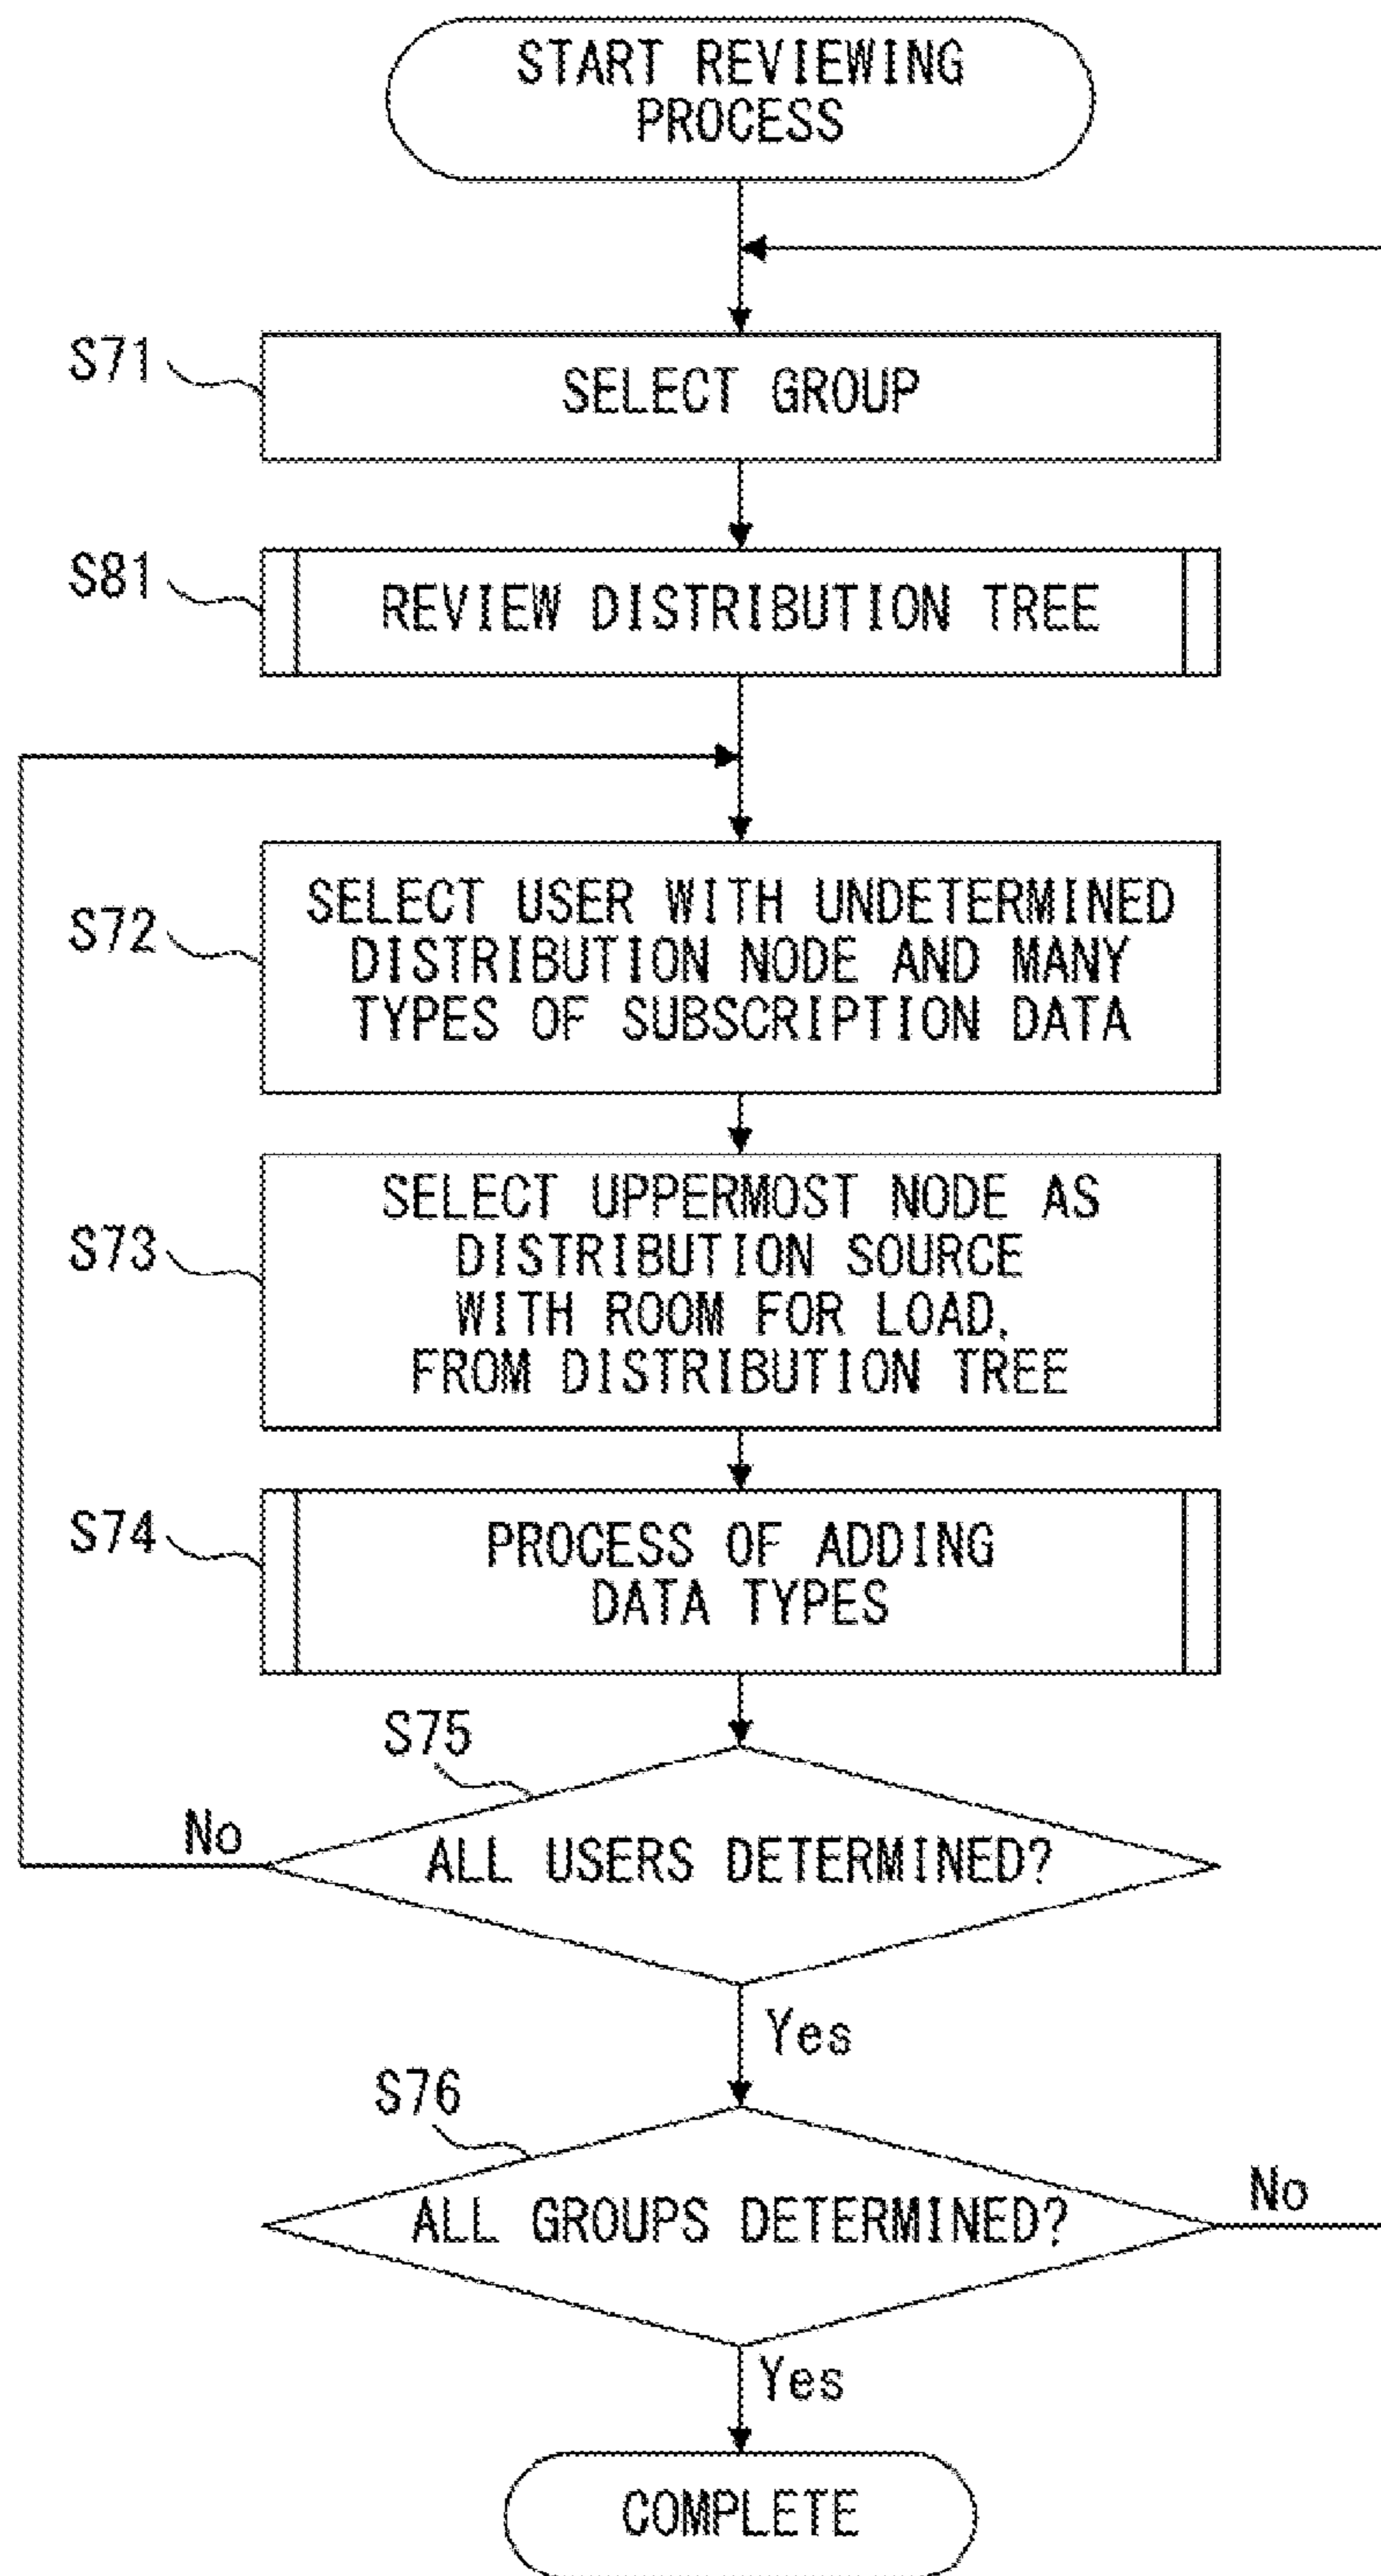 START REVIEWING
PROCESS
S71
SELECT GROUP
S81
REVIEW DISTRIBUTION TREE
S72
SELECT USER WITH UNDETERMINED
DISTRIBUTION NODE AND MANY
TYPES OF SUBSCRIPTION DATA
S73
SELECT UPPERMOST NODE AS
DISTRIBUTION SOURCE
WITH ROOM FOR LOAD,
FROM DISTRIBUTION TREE
S74
PROCESS OF ADDING
DATA TYPES
S75
No
ALL USERS DETERMINED?
Yes
S76
No
ALL GROUPS DETERMINED?
Yes
COMPLETE